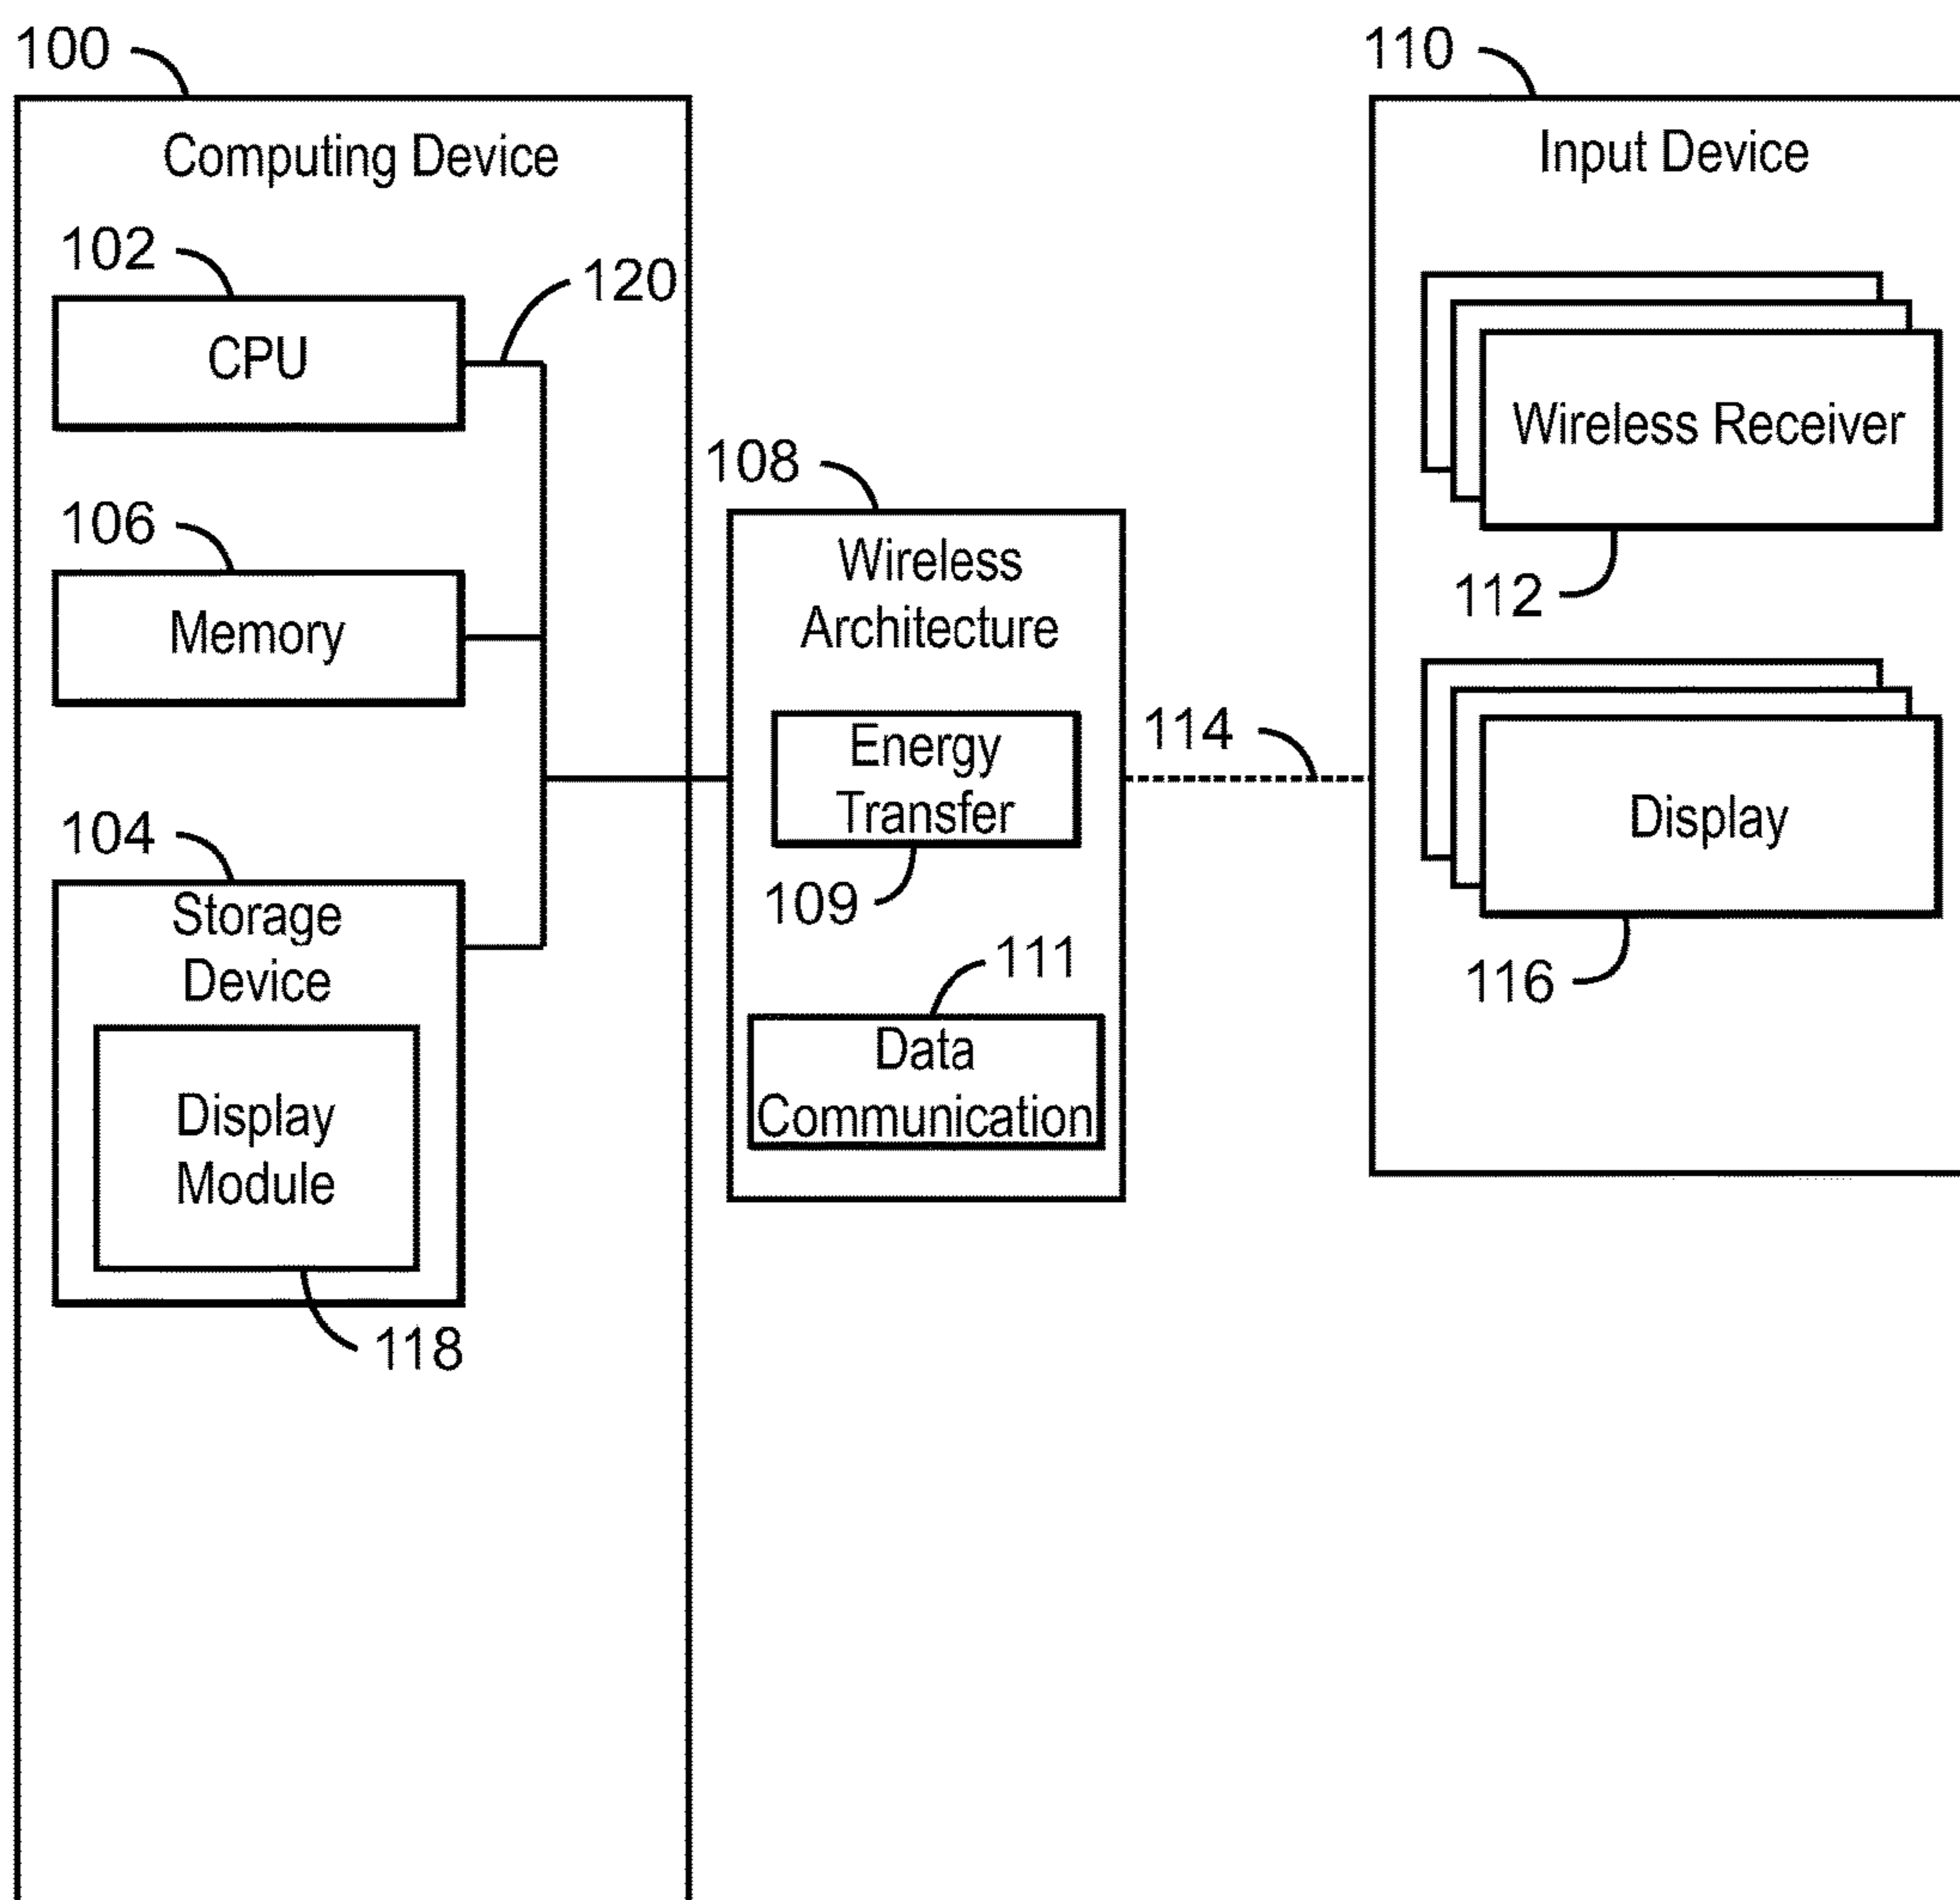 100
Computing Device
102
120
CPU
106
Memory
104
Storage
Device
Display
Module
118
108
Wireless
Architecture
Energy
Transfer
109
111
Data
Communication
114
110
Input Device
Wireless Receiver
112
Display
116